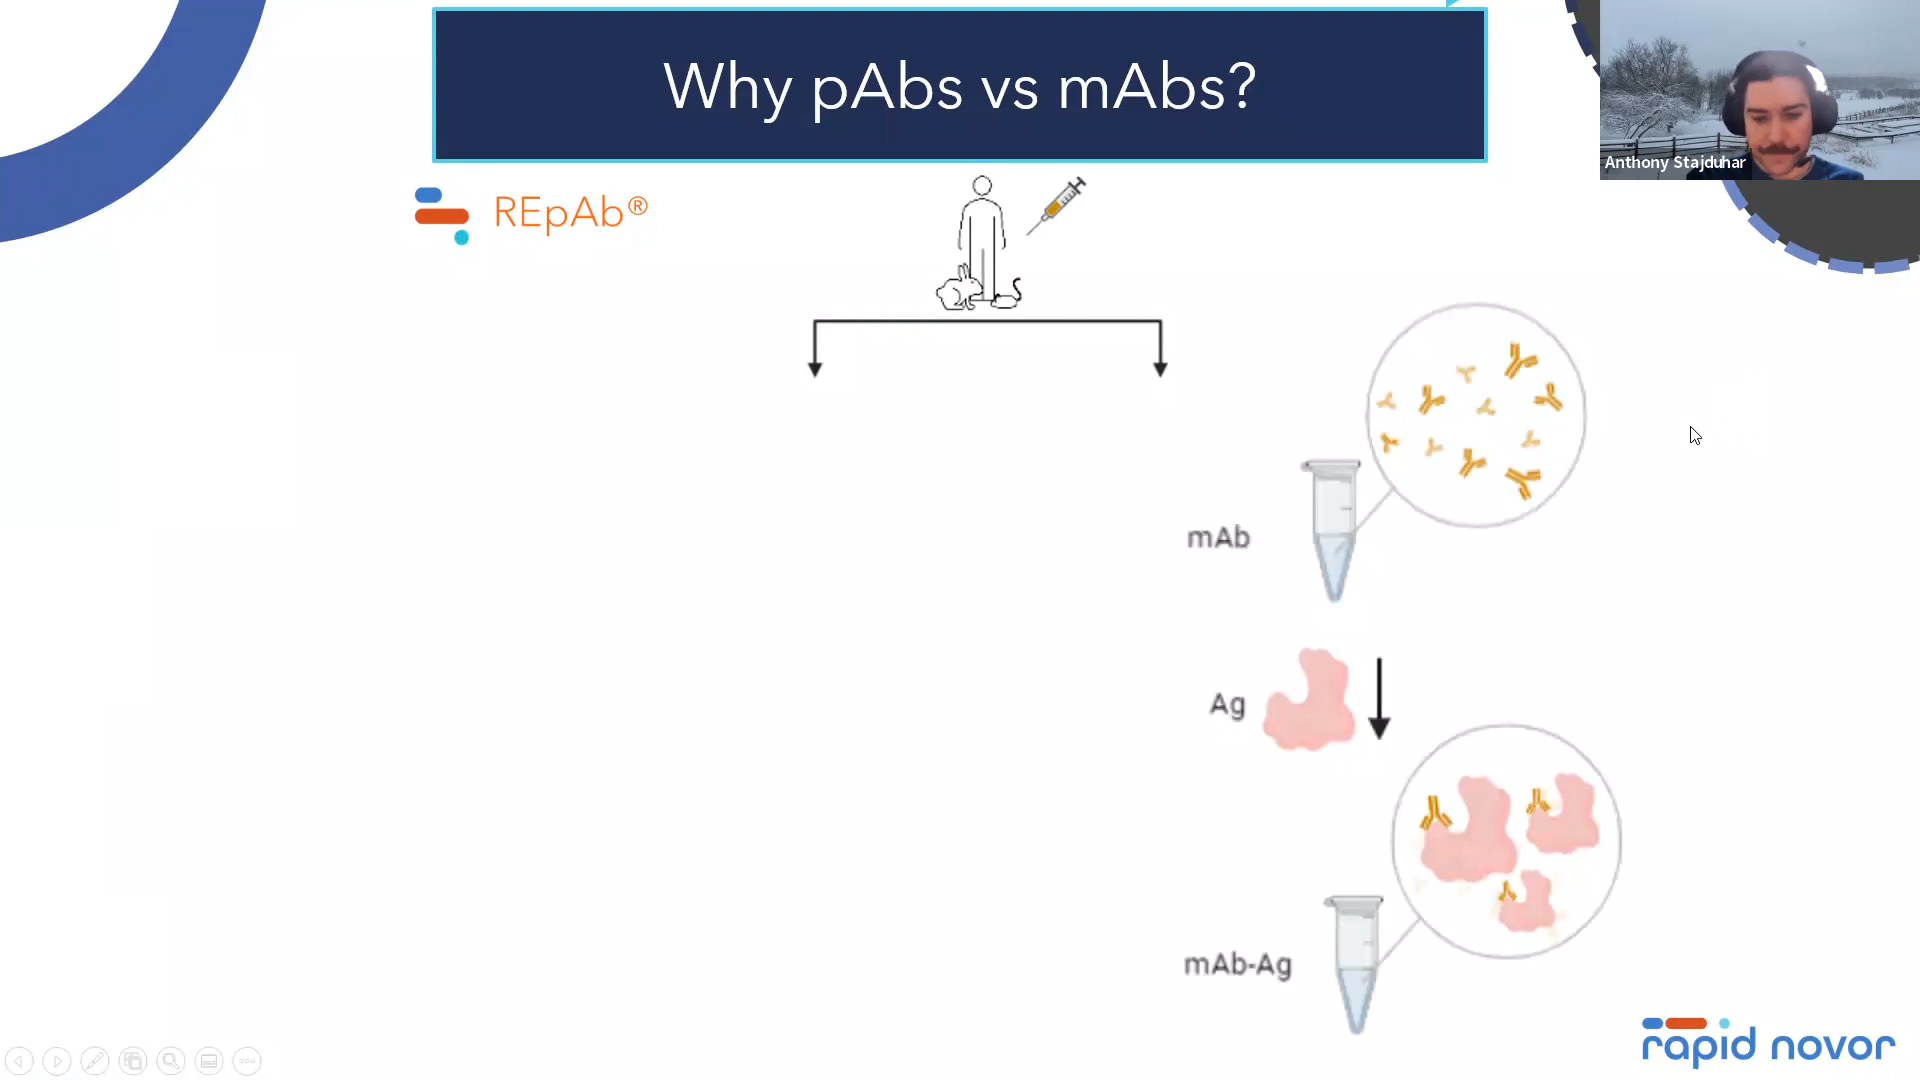 Why pAbs vs mAbs?
Anthony Stajduhar
REpAb®
mAb
Ag
mAb-Ag
rapid novor